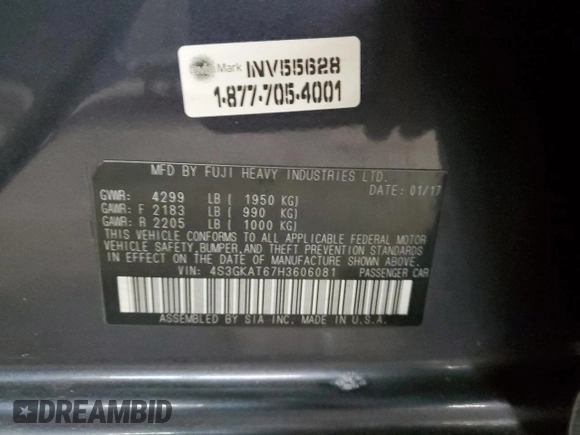 Mark INV55628
1·877·705·4001
MFD BY FUJI HEAVY INDUSTRIES LTD.
DATE: 01/17
GVWR: 4299 LB ( 1950 KG)
GAWR: F 2183 LB ( 990 KG)
GAWR: R 2205 LB ( 1000 KG)
THIS VEHICLE CONFORMS TO ALL APPLICABLE FEDERAL MOTOR
VEHICLE SAFETY, BUMPER, AND THEFT PREVENTION STANDARDS
IN EFFECT ON THE DATE OF MANUFACTURE SHOWN ABOVE.
VIN: 4S3GKAT67H3606081 PASSENGER CAR
ASSEMBLED BY SIA INC. MADE IN U.S.A.
DREAMBID